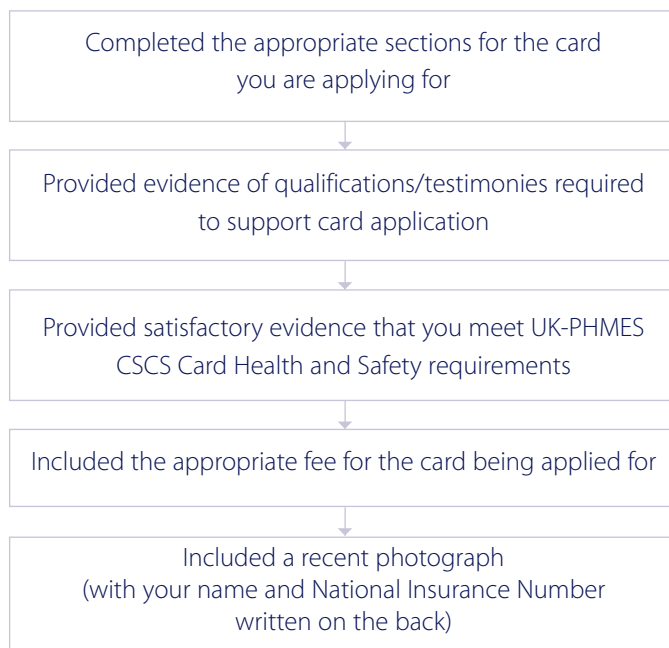 Completed the appropriate sections for the card
you are applying for
Provided evidence of qualifications/testimonies required
to support card application
Provided satisfactory evidence that you meet UK-PHMES
CSCS Card Health and Safety requirements
Included the appropriate fee for the card being applied for
Included a recent photograph
(with your name and National Insurance Number
written on the back)